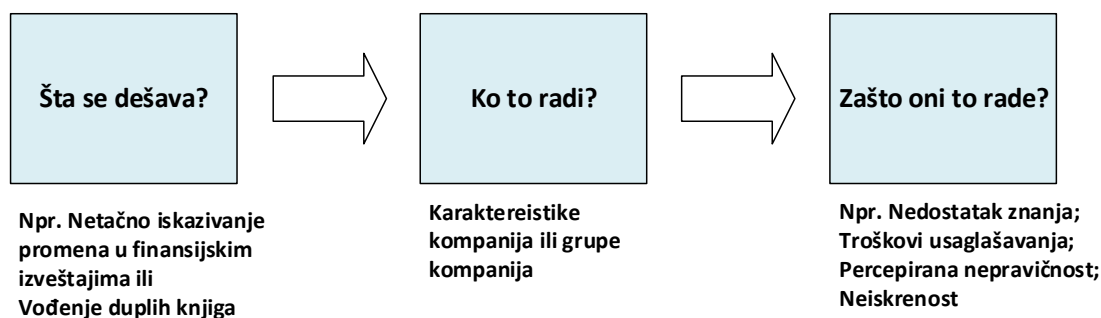 Šta se dešava?
Ko to radi?
Zašto oni to rade?
Npr. Netačno iskazivanje
promena u finansijskim
izveštajima ili
Vođenje duplih knjiga
Karaktereistike
kompanija ili grupe
kompanija
Npr. Nedostatak znanja;
Troškovi usaglašavanja;
Percepirana nepravičnost;
Neiskrenost